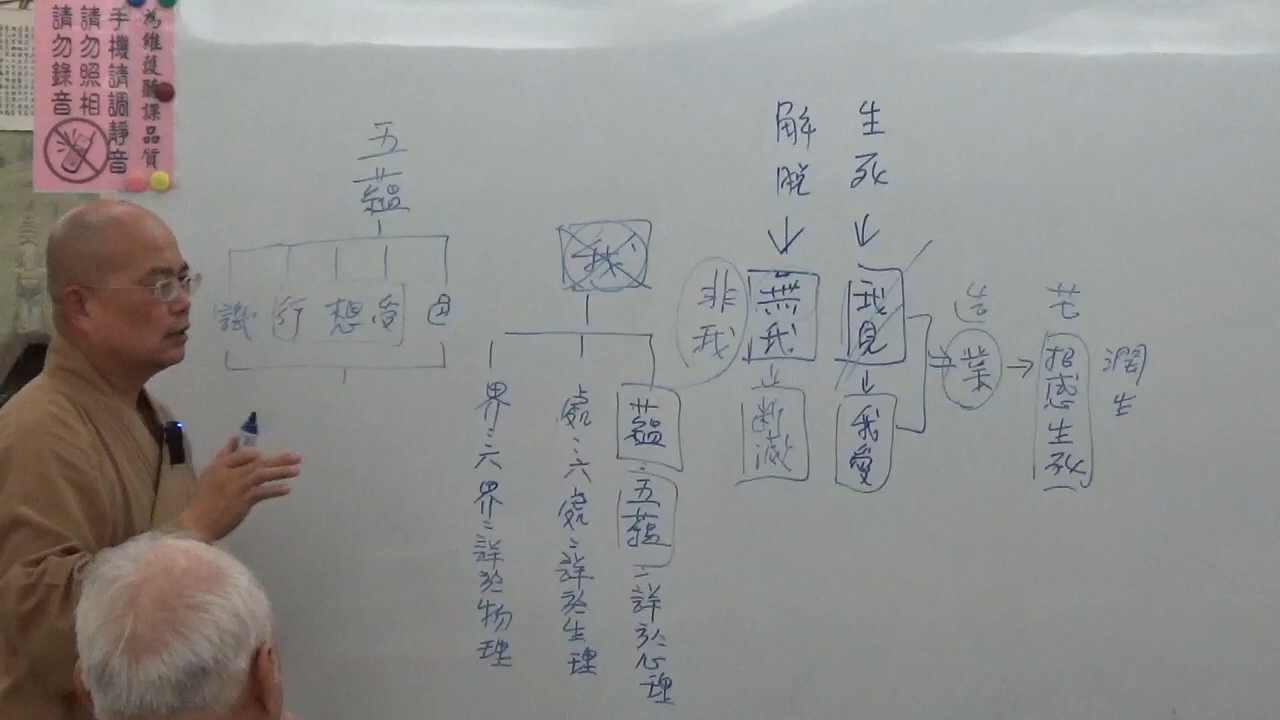 為維護聽課品質
手機請調靜音
請勿照相
請勿錄音
生死
解脫
我見
我愛
無我
斷滅
非我
造業
招感生死
潤生
我
蘊:五蘊:詳於心理
處:六處:詳於生理
界:六界:詳於物理
五蘊
色
受
想
行
識